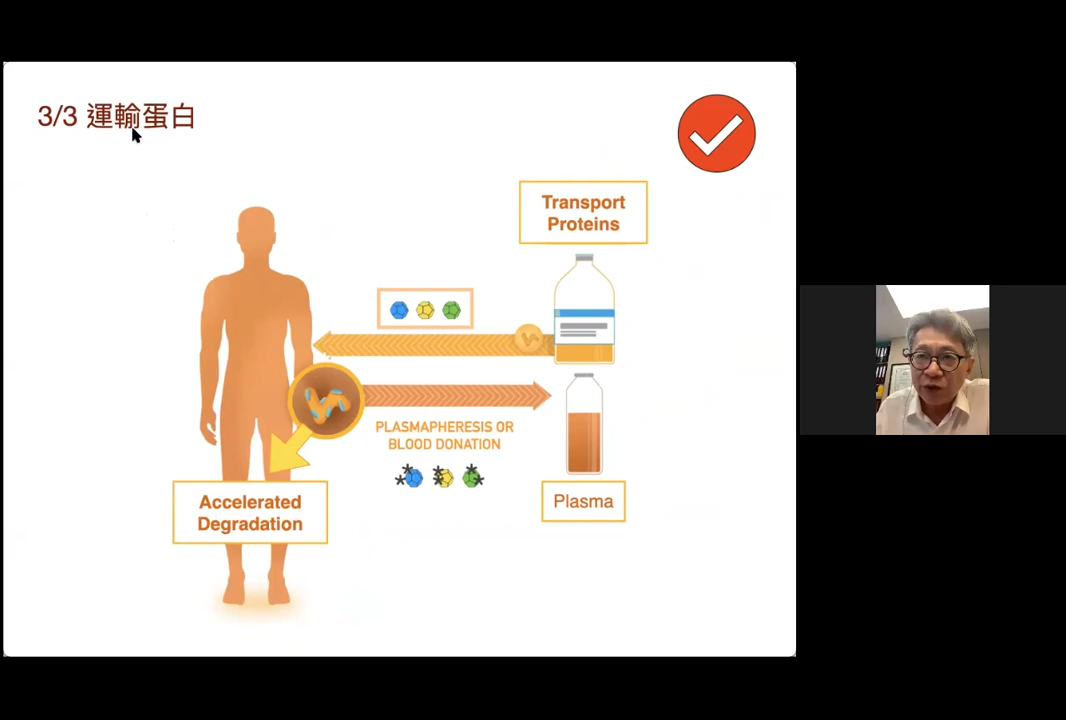 3/3 運輸蛋白
Transport
Proteins
PLASMAPHERESIS OR
BLOOD DONATION
Accelerated
Degradation
Plasma